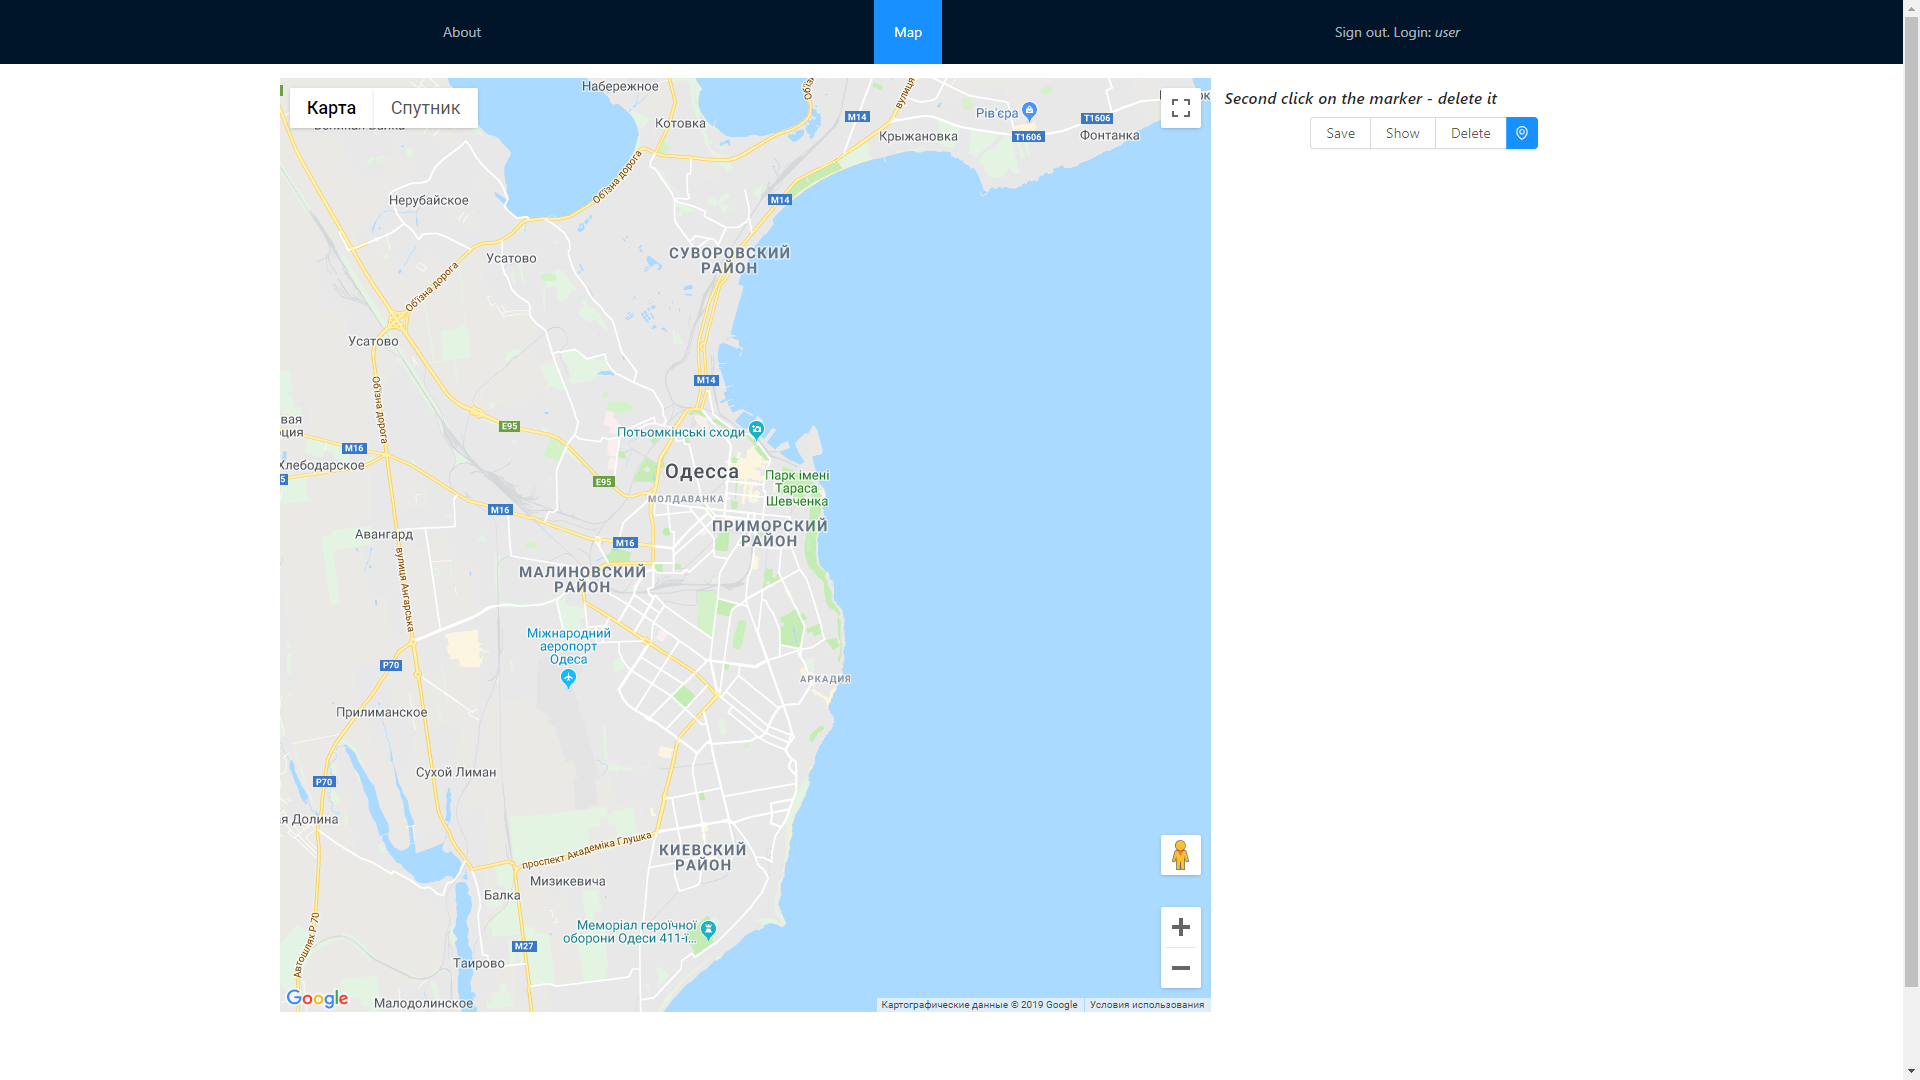 About
Map
Sign out. Login: user
Карта
Спутник
Second click on the marker - delete it
Save
Show
Delete
Набережное
Котовка
M14
Рів'єра
T1606
Крыжановка
T1606
Фонтанка
Об'їзна дорога
вулиця
Нерубайское
M14
Усатово
СУВОРОВСКИЙ
РАЙОН
Об'їзна дорога
Усатово
Об'їзна дорога
M14
E95
Потьомкінські сходи
M16
Хлебодарское
Одесса
Парк імені
Тараса
Шевченка
E95
МОЛДАВАНКА
M16
ПРИМОРСКИЙ
РАЙОН
Авангард
M16
вулиця Ангарська
МАЛИНОВСКИЙ
РАЙОН
Міжнародний
аеропорт
Одеса
P70
АРКАДИЯ
Прилиманское
Сухой Лиман
P70
я Долина
проспект Академіка Глушка
КИЕВСКИЙ
РАЙОН
Мизикевича
Балка
Меморіал героїчної
оборони Одеси 411-ї...
Автошлях Р 70
M27
Таирово
Малодолинское
Google
Картографические данные © 2019 Google
Условия использования